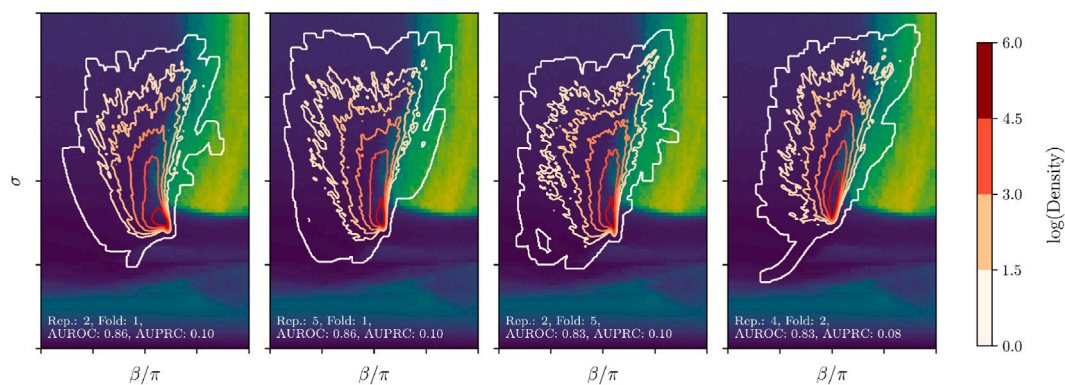 σ
Rep.: 2, Fold: 1,
AUROC: 0.86, AUPRC: 0.10
β/π
Rep.: 5, Fold: 1,
AUROC: 0.86, AUPRC: 0.10
β/π
Rep.: 2, Fold: 5,
AUROC: 0.83, AUPRC: 0.10
β/π
Rep.: 4, Fold: 2,
AUROC: 0.83, AUPRC: 0.08
β/π
6.0
4.5
3.0
1.5
0.0
log(Density)